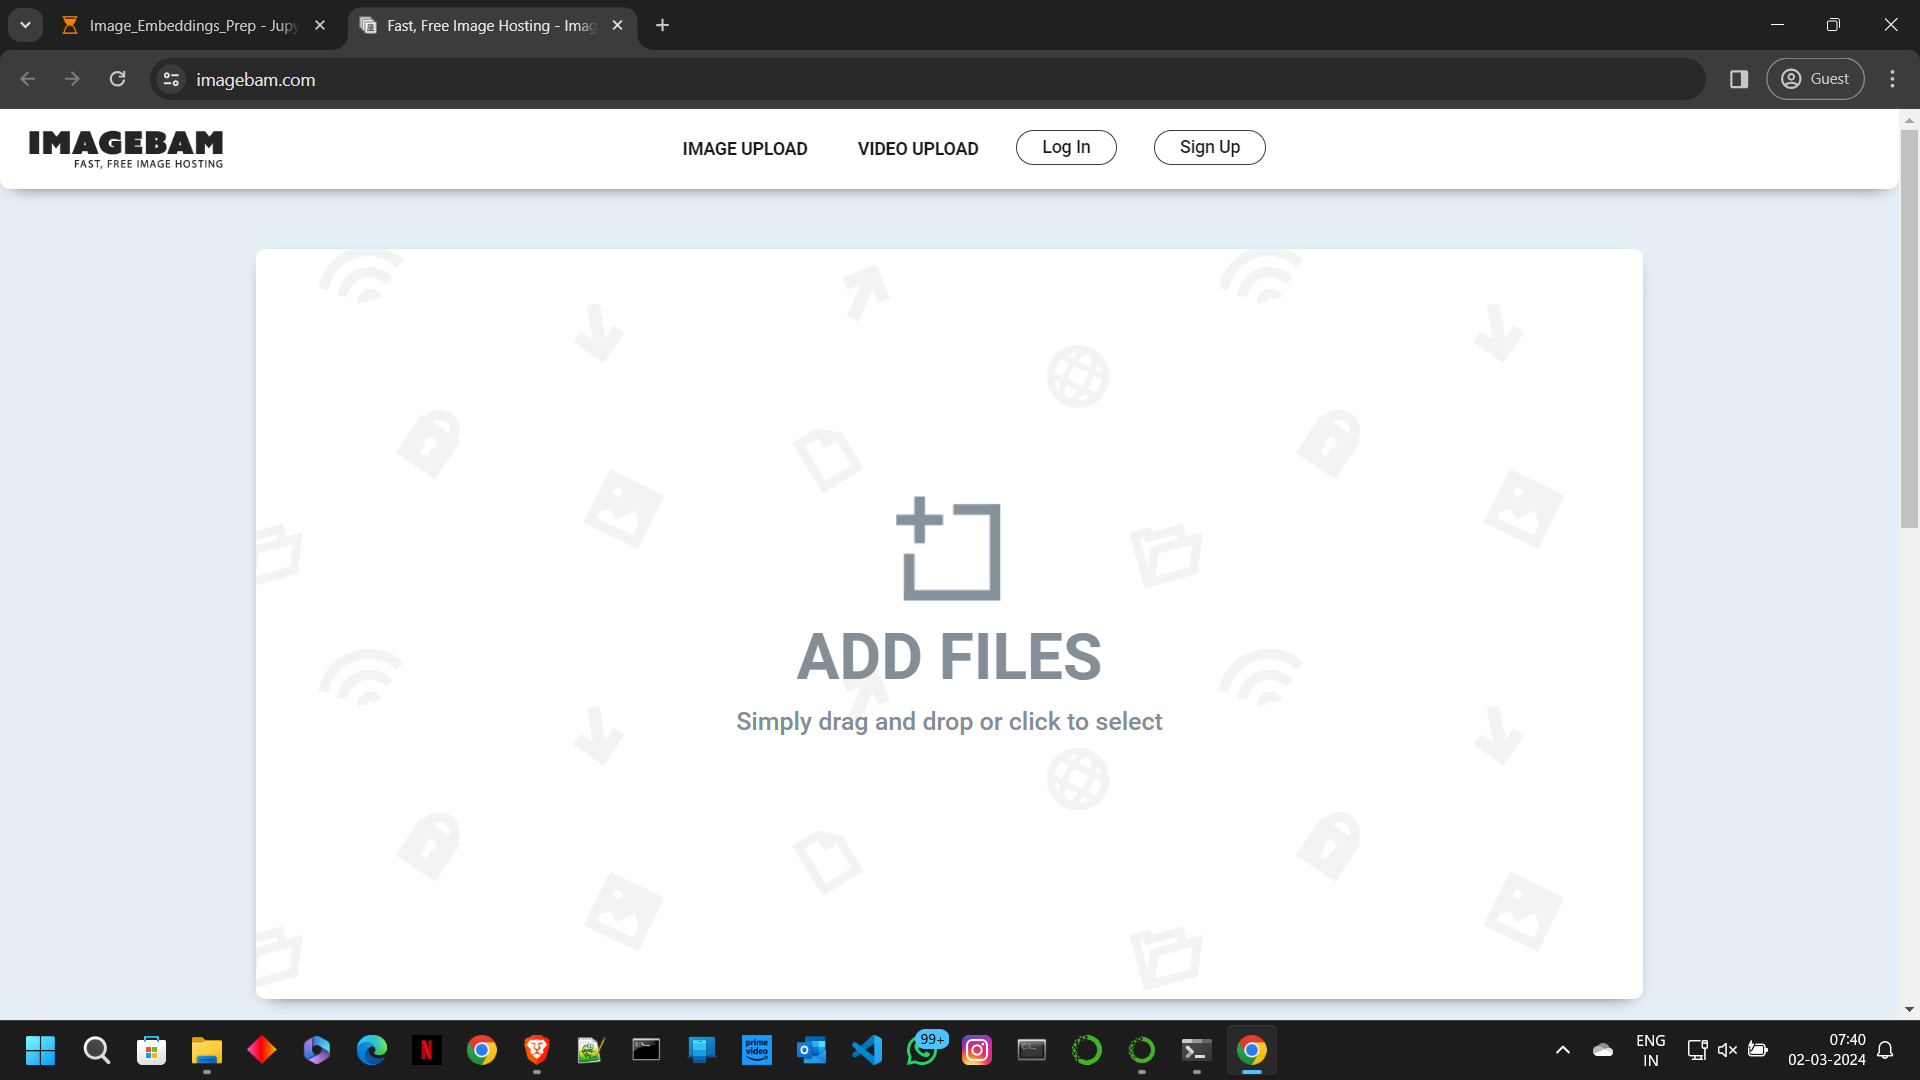 Image_Embeddings_Prep - Jupy
Fast, Free Image Hosting - Imag
imagebam.com
Guest
IMAGEBAM
FAST, FREE IMAGE HOSTING
IMAGE UPLOAD
VIDEO UPLOAD
Log In
Sign Up
ADD FILES
Simply drag and drop or click to select
N
prime
video
99+
ENG
IN
07:40
02-03-2024